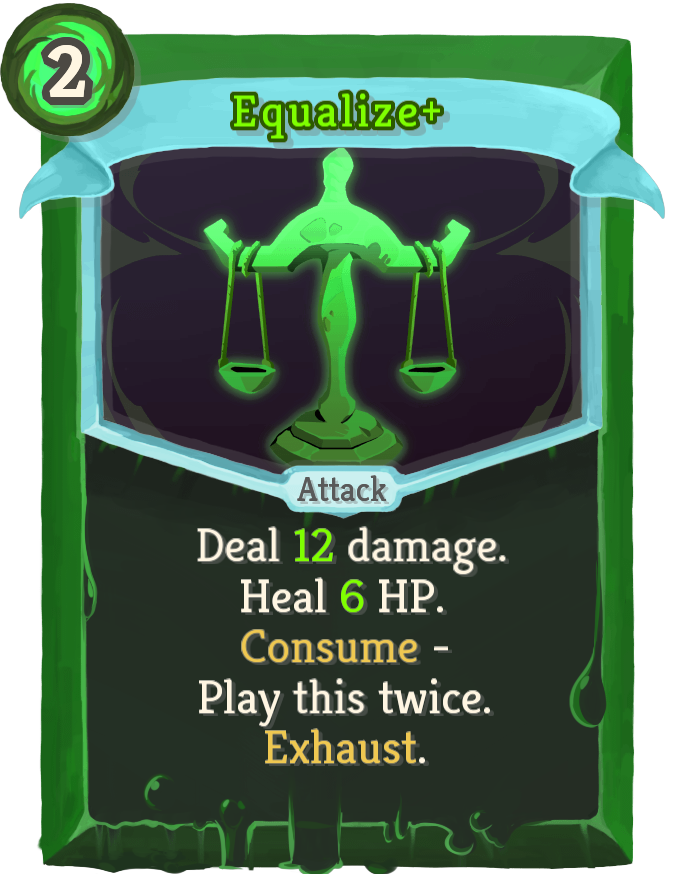 2
Equalize+
Attack
Deal 12 damage.
Heal 6 HP.
Consume -
Play this twice.
Exhaust.